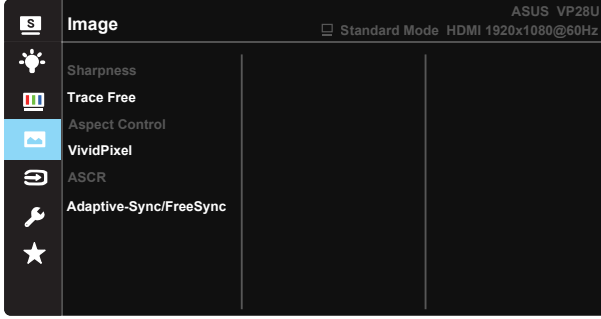 S
Image
ASUS VP28U
Standard Mode HDMI 1920x1080@60Hz
Sharpness
Trace Free
Aspect Control
VividPixel
ASCR
Adaptive-Sync/FreeSync